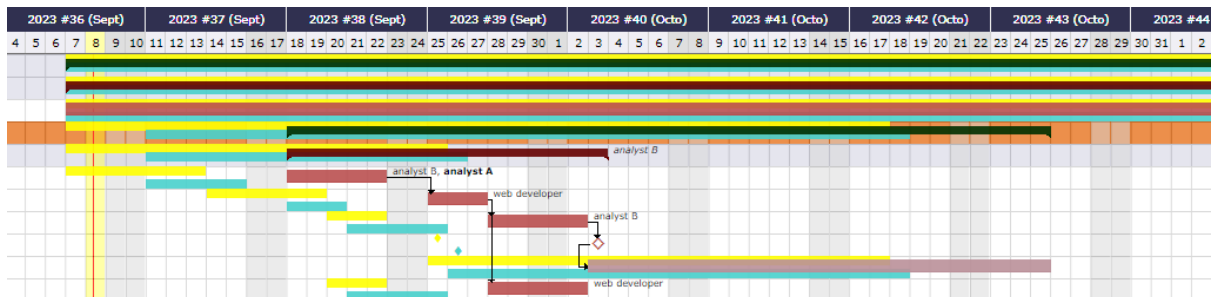 2023 #36 (Sept) 2023 #37 (Sept) 2023 #38 (Sept) 2023 #39 (Sept) 2023 #40 (Octo) 2023 #41 (Octo) 2023 #42 (Octo) 2023 #43 (Octo) 2023 #44
4 5 6 7 8 9 10 11 12 13 14 15 16 17 18 19 20 21 22 23 24 25 26 27 28 29 30 1 2 3 4 5 6 7 8 9 10 11 12 13 14 15 16 17 18 19 20 21 22 23 24 25 26 27 28 29 30 31 1 2
analyst B
analyst B, analyst A
web developer
analyst B
web developer